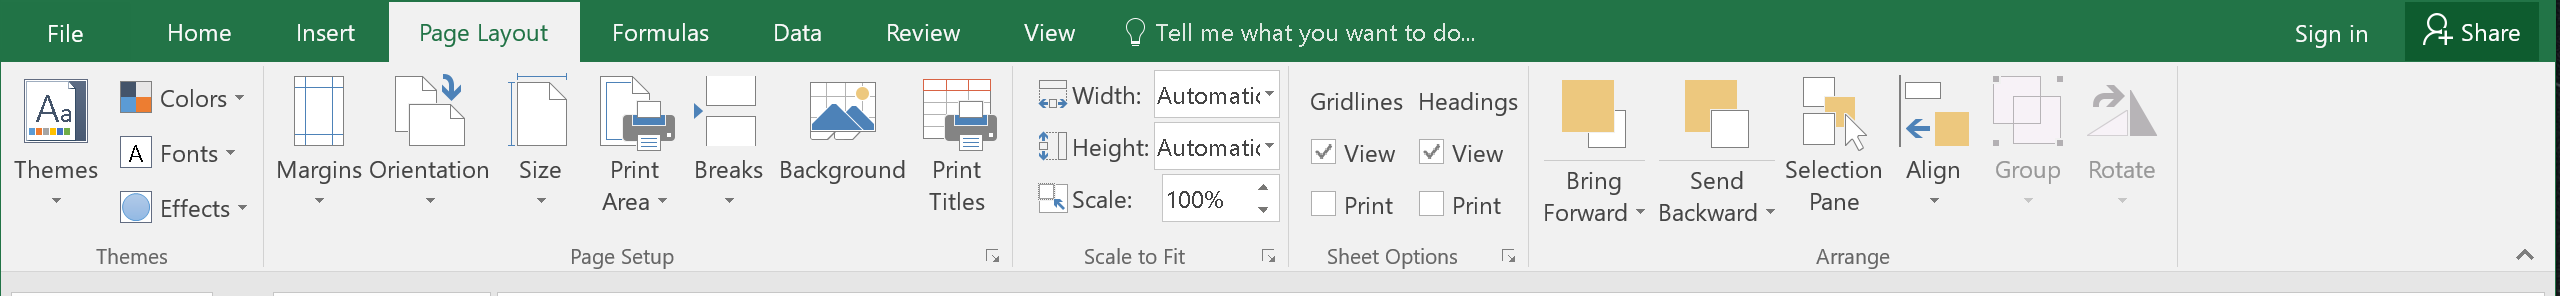 File Home Insert Page Layout Formulas Data Review View Tell me what you want to do... Sign in Share
Aa
Themes
Colors
A Fonts
Effects
Themes
Margins
Orientation
Size
Print
Area
Breaks
Background
Print
Titles
Page Setup
Width: Automatic
Height: Automatic
Scale: 100%
Scale to Fit
Gridlines Headings
View View
Print Print
Sheet Options
Bring
Forward
Send
Backward
Selection
Pane
Align
Group
Rotate
Arrange